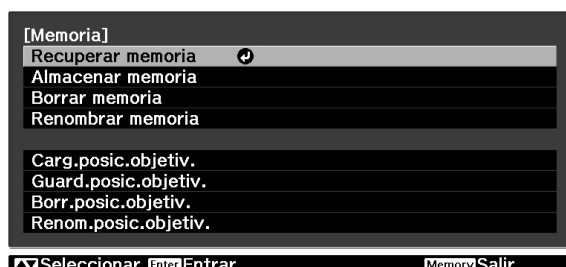 [Memoria]
Recuperar memoria
Almacenar memoria
Borrar memoria
Renombrar memoria
Carg.posic.objetiv.
Guard.posic.objetiv.
Borr.posic.objetiv.
Renom.posic.objetiv.
Seleccionar Enter Entrar Memory Salir